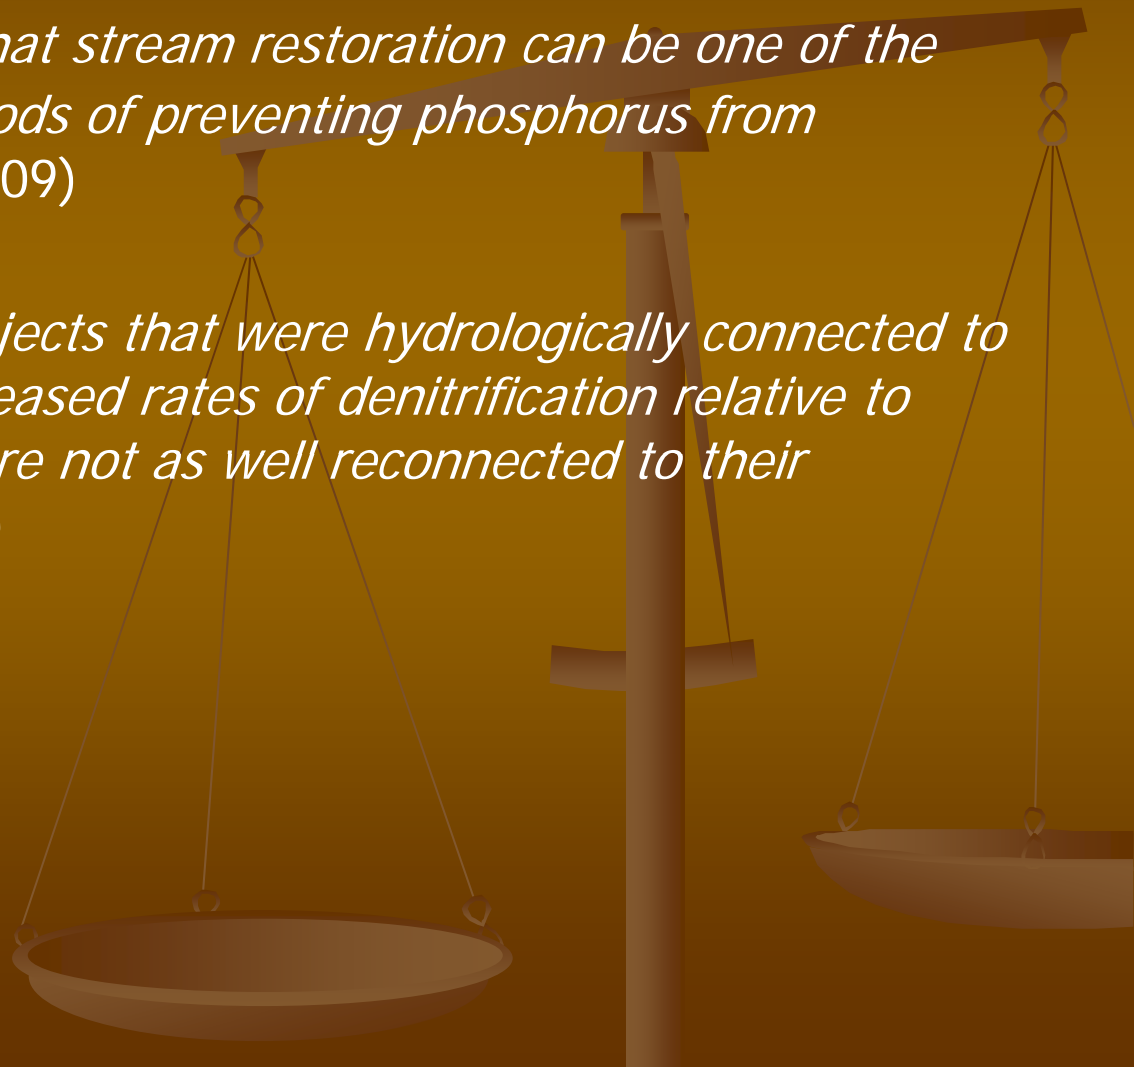 hat stream restoration can be one of the
ods of preventing phosphorus from
09)
jects that were hydrologically connected to
eased rates of denitrification relative to
re not as well reconnected to their